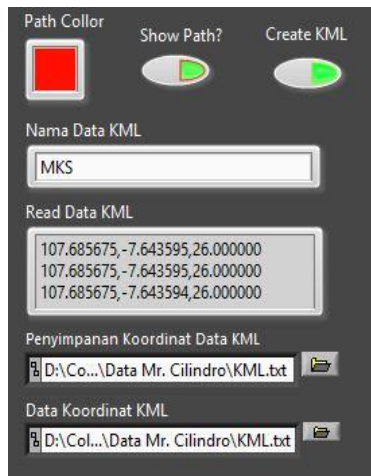 Path Collor
Show Path?
Create KML
Nama Data KML
MKS
Read Data KML
107.685675,-7.643595,26.000000
107.685675,-7.643595,26.000000
107.685675,-7.643594,26.000000
Penyimpanan Koordinat Data KML
D:\Co...\Data Mr. Cilindro\KML.txt
Data Koordinat KML
D:\Col...\Data Mr. Cilindro\KML.txt